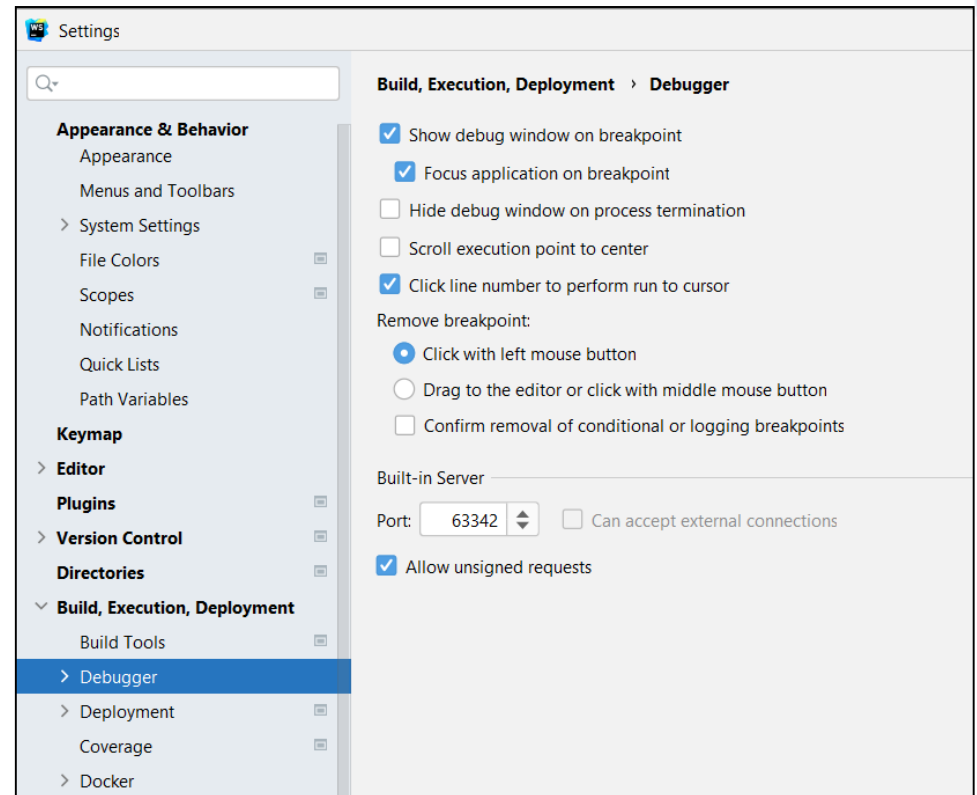 WS Settings
Appearance & Behavior
Appearance
Menus and Toolbars
System Settings
File Colors
Scopes
Notifications
Quick Lists
Path Variables
Keymap
Editor
Plugins
Version Control
Directories
Build, Execution, Deployment
Build Tools
Debugger
Deployment
Coverage
Docker
Build, Execution, Deployment › Debugger
Show debug window on breakpoint
Focus application on breakpoint
Hide debug window on process termination
Scroll execution point to center
Click line number to perform run to cursor
Remove breakpoint:
Click with left mouse button
Drag to the editor or click with middle mouse button
Confirm removal of conditional or logging breakpoints
Built-in Server
Port: 63342 Can accept external connections
Allow unsigned requests